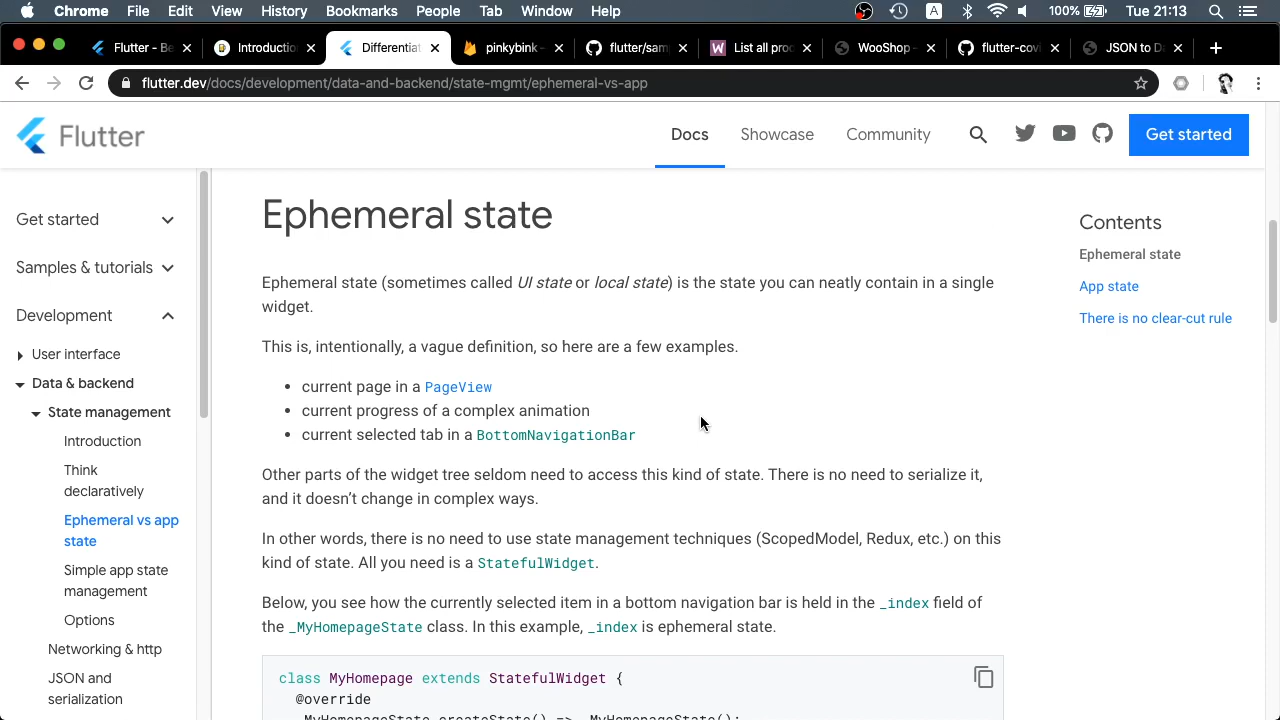 Chrome File Edit View History Bookmarks People Tab Window Help
A 100% Tue 21:13
Flutter - Be
Introductio
Differentiat
pinkybink -
flutter/sam
List all pro
WooShop -
flutter-covi
JSON to Da
flutter.dev/docs/development/data-and-backend/state-mgmt/ephemeral-vs-app
Flutter
Docs Showcase Community Get started
Get started
Samples & tutorials
Development
User interface
Data & backend
State management
Introduction
Think
declaratively
Ephemeral vs app
state
Simple app state
management
Options
Networking & http
JSON and
serialization
Ephemeral state
Ephemeral state (sometimes called UI state or local state) is the state you can neatly contain in a single
widget.
This is, intentionally, a vague definition, so here are a few examples.
• current page in a PageView
• current progress of a complex animation
• current selected tab in a BottomNavigationBar
Other parts of the widget tree seldom need to access this kind of state. There is no need to serialize it,
and it doesn’t change in complex ways.
In other words, there is no need to use state management techniques (ScopedModel, Redux, etc.) on this
kind of state. All you need is a StatefulWidget.
Below, you see how the currently selected item in a bottom navigation bar is held in the _index field of
the _MyHomepageState class. In this example, _index is ephemeral state.
class MyHomepage extends StatefulWidget {
@override
_MyHomepageState createState() => _MyHomepageState();
Contents
Ephemeral state
App state
There is no clear-cut rule